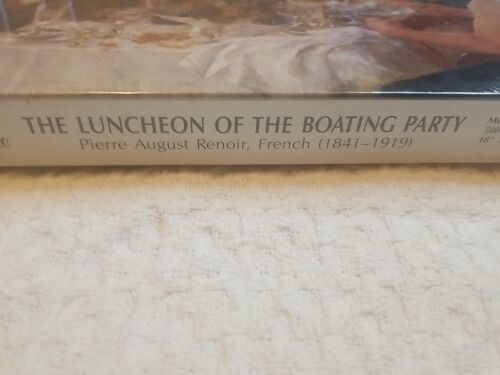 THE LUNCHEON OF THE BOATING PARTY
Pierre August Renoir, French (1841–1919)